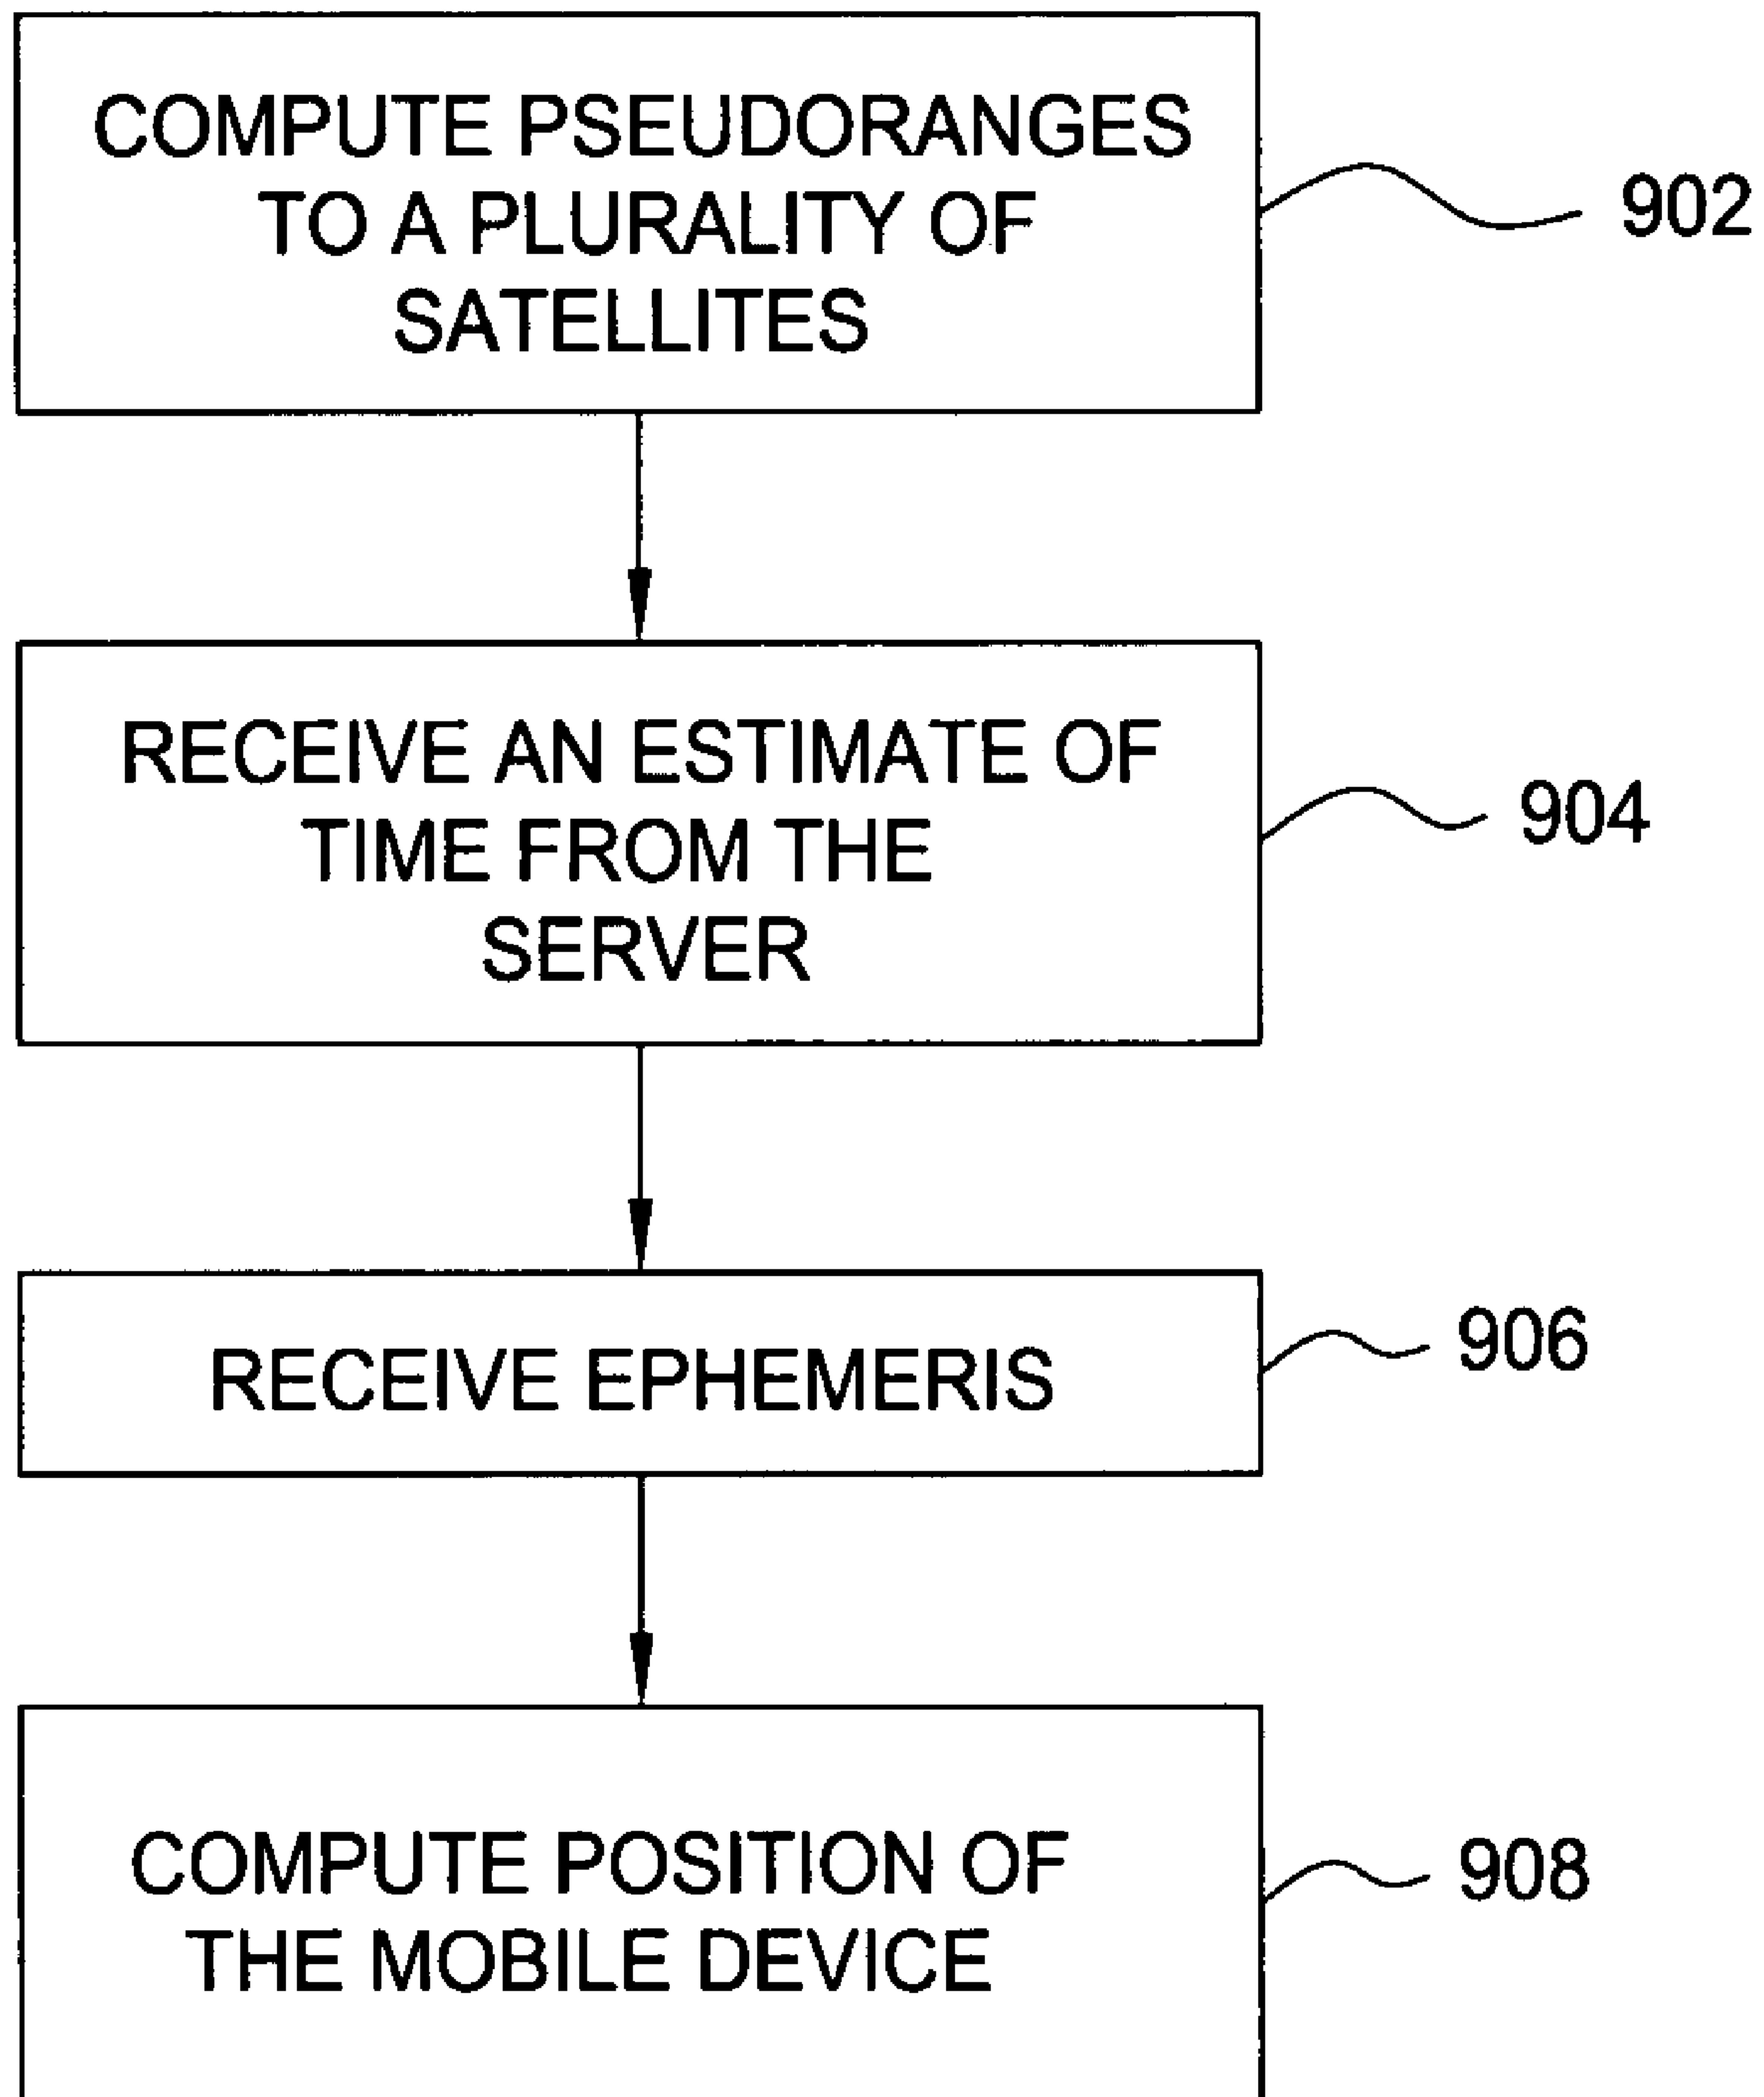 COMPUTE PSEUDORANGES
TO A PLURALITY OF
SATELLITES
902
RECEIVE AN ESTIMATE OF
TIME FROM THE
SERVER
904
RECEIVE EPHEMERIS
906
COMPUTE POSITION OF
THE MOBILE DEVICE
908